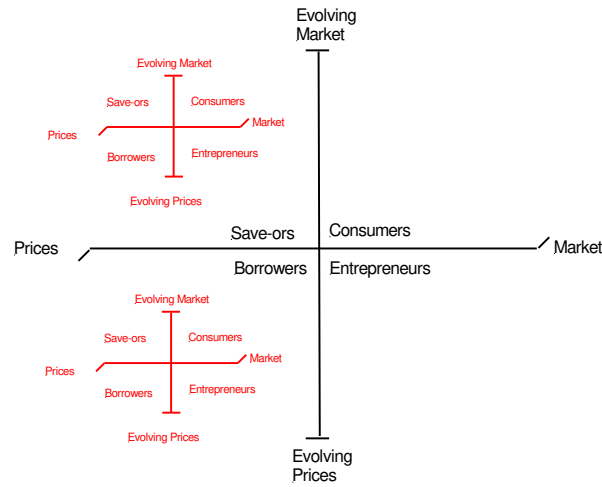 Evolving
Market
Evolving Market
Save-ors
Consumers
Prices
Market
Borrowers
Entrepreneurs
Evolving Prices
Save-ors
Consumers
Prices
Market
Borrowers
Entrepreneurs
Evolving Market
Save-ors
Consumers
Prices
Market
Borrowers
Entrepreneurs
Evolving Prices
Evolving
Prices